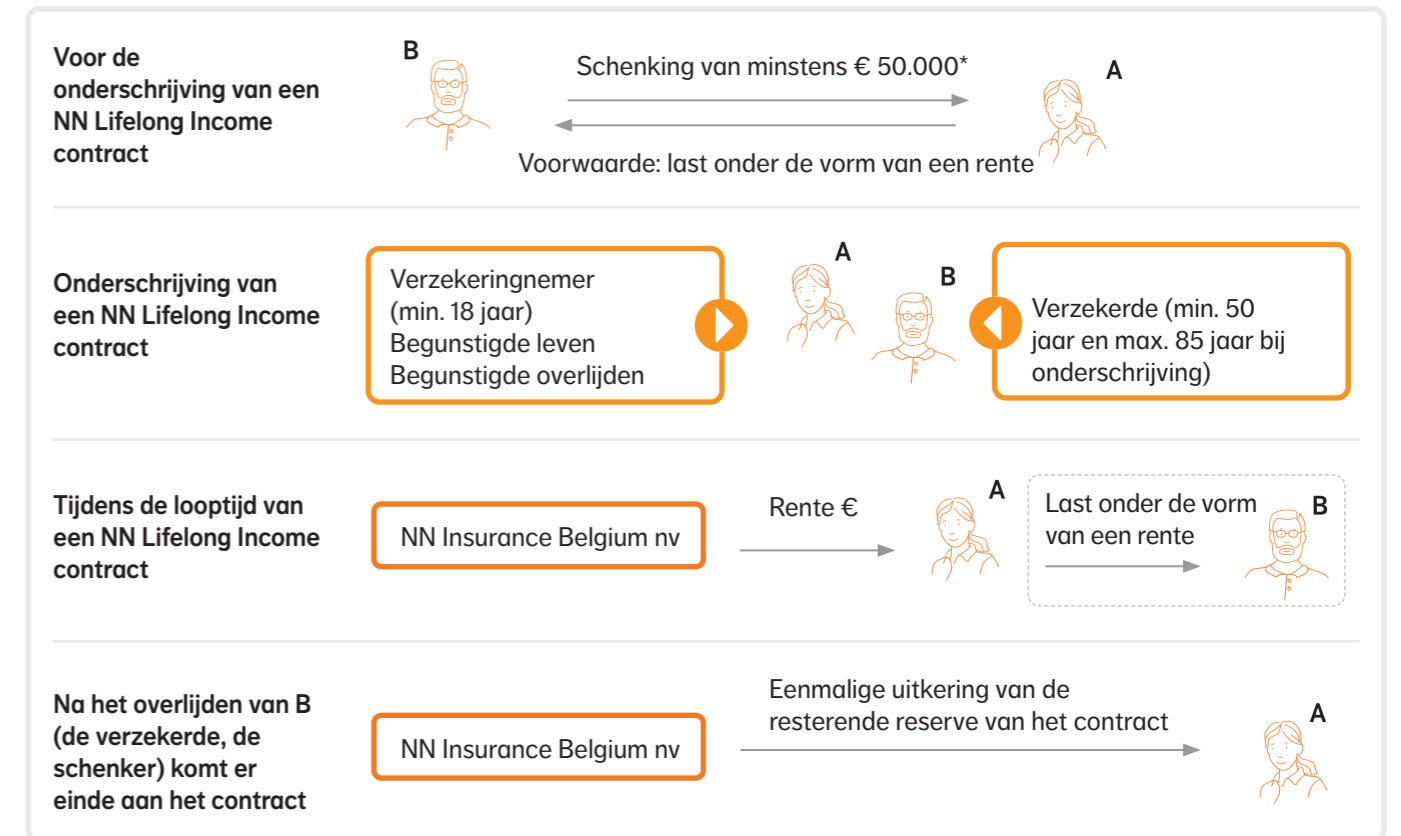 Voor de
onderschrijving van een
NN Lifelong Income
contract
B
Schenking van minstens € 50.000*
A
Voorwaarde: last onder de vorm van een rente
Onderschrijving van
een NN Lifelong Income
contract
Verzekeringnemer
(min. 18 jaar)
Begunstigde leven
Begunstigde overlijden
A
B
Verzekerde (min. 50
jaar en max. 85 jaar bij
onderschrijving)
Tijdens de looptijd van
een NN Lifelong Income
contract
NN Insurance Belgium nv
Rente €
A
Last onder de vorm
van een rente
B
Na het overlijden van B
(de verzekerde, de
schenker) komt er
einde aan het contract
NN Insurance Belgium nv
Eenmalige uitkering van de
resterende reserve van het contract
A